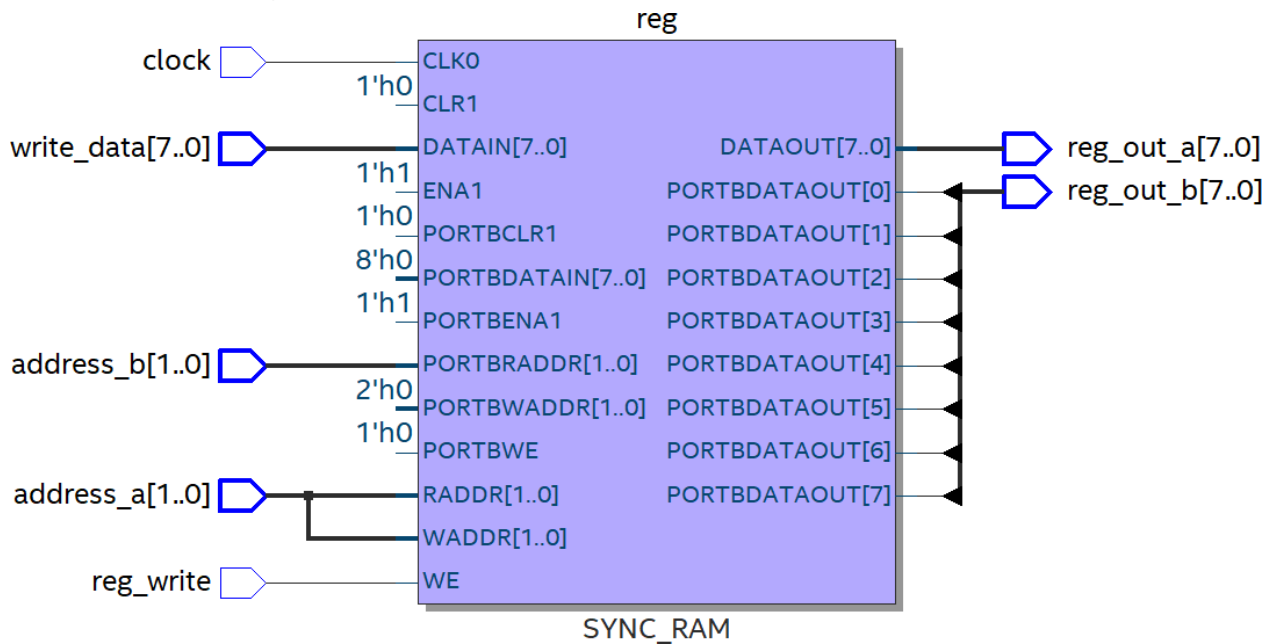 reg
clock
CLK0
1'h0
CLR1
write_data[7..0]
DATAIN[7..0]
DATAOUT[7..0]
reg_out_a[7..0]
1'h1
ENA1
PORTBDATAOUT[0]
reg_out_b[7..0]
1'h0
PORTBCLR1
PORTBDATAOUT[1]
8'h0
PORTBDATAIN[7..0]
PORTBDATAOUT[2]
1'h1
PORTBENA1
PORTBDATAOUT[3]
address_b[1..0]
PORTBRADDR[1..0]
PORTBDATAOUT[4]
2'h0
PORTBWADDR[1..0]
PORTBDATAOUT[5]
1'h0
PORTBWE
PORTBDATAOUT[6]
address_a[1..0]
RADDR[1..0]
PORTBDATAOUT[7]
WADDR[1..0]
reg_write
WE
SYNC_RAM